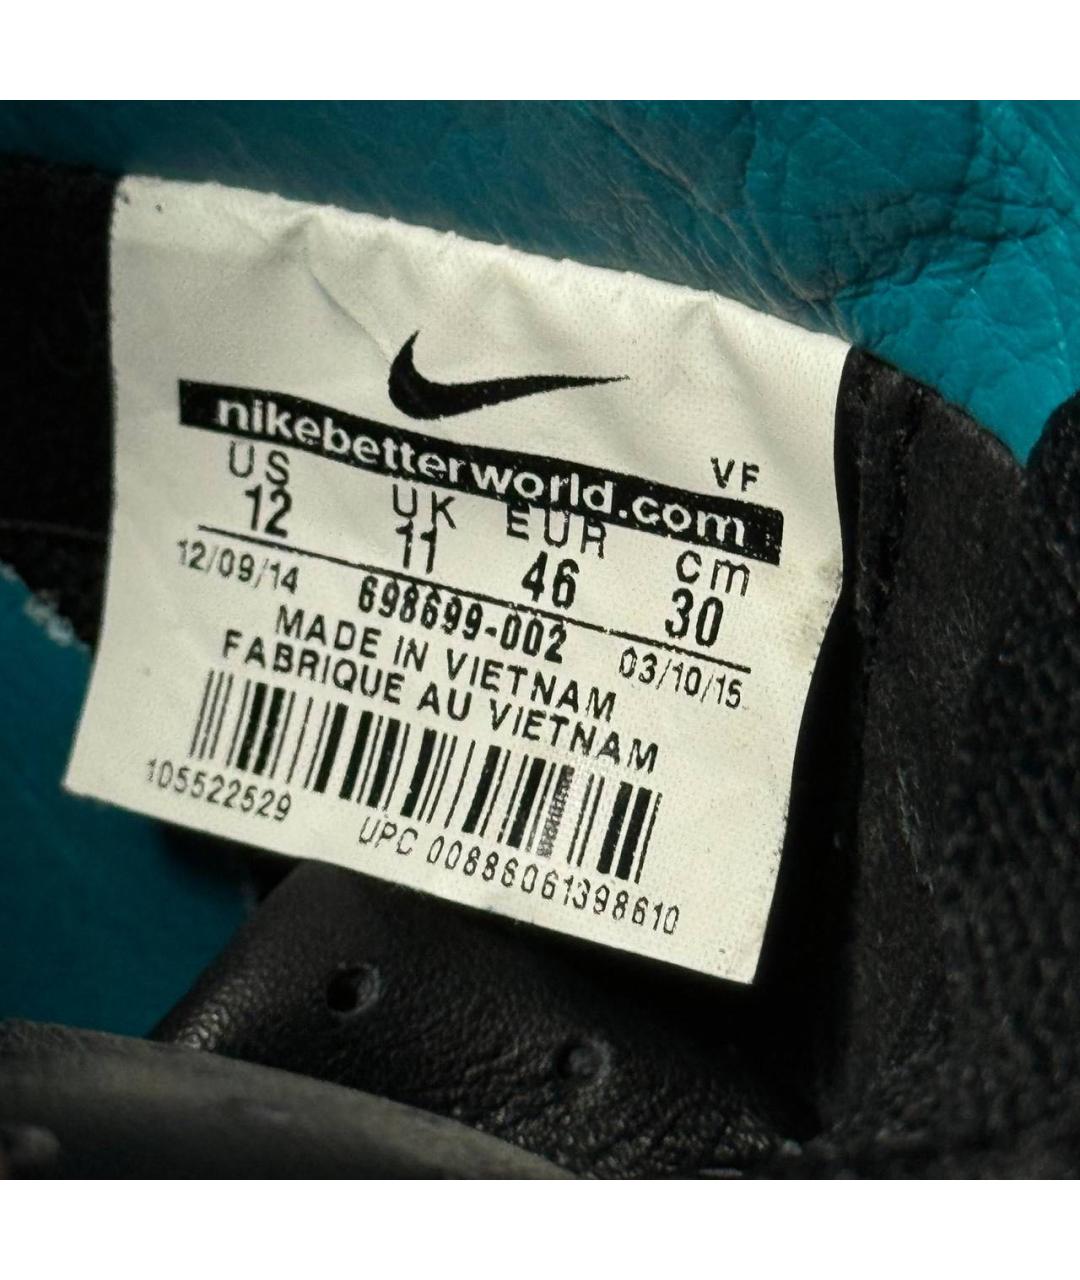 nikebetterworld.com
VF
US UK EUR cm
12 11 46 30
12/09/14 698699-002 03/10/15
MADE IN VIETNAM
FABRIQUE AU VIETNAM
105522529
UPC 00886061398610